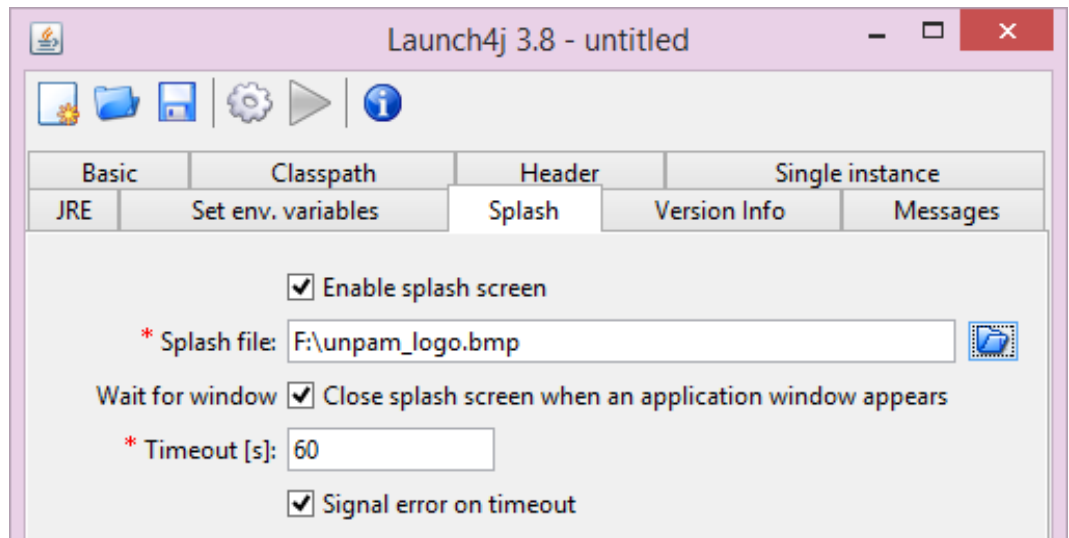 Launch4j 3.8 - untitled
Basic Classpath Header Single instance
JRE Set env. variables Splash Version Info Messages
Enable splash screen
* Splash file: F:\unpam_logo.bmp
Wait for window Close splash screen when an application window appears
* Timeout [s]: 60
Signal error on timeout